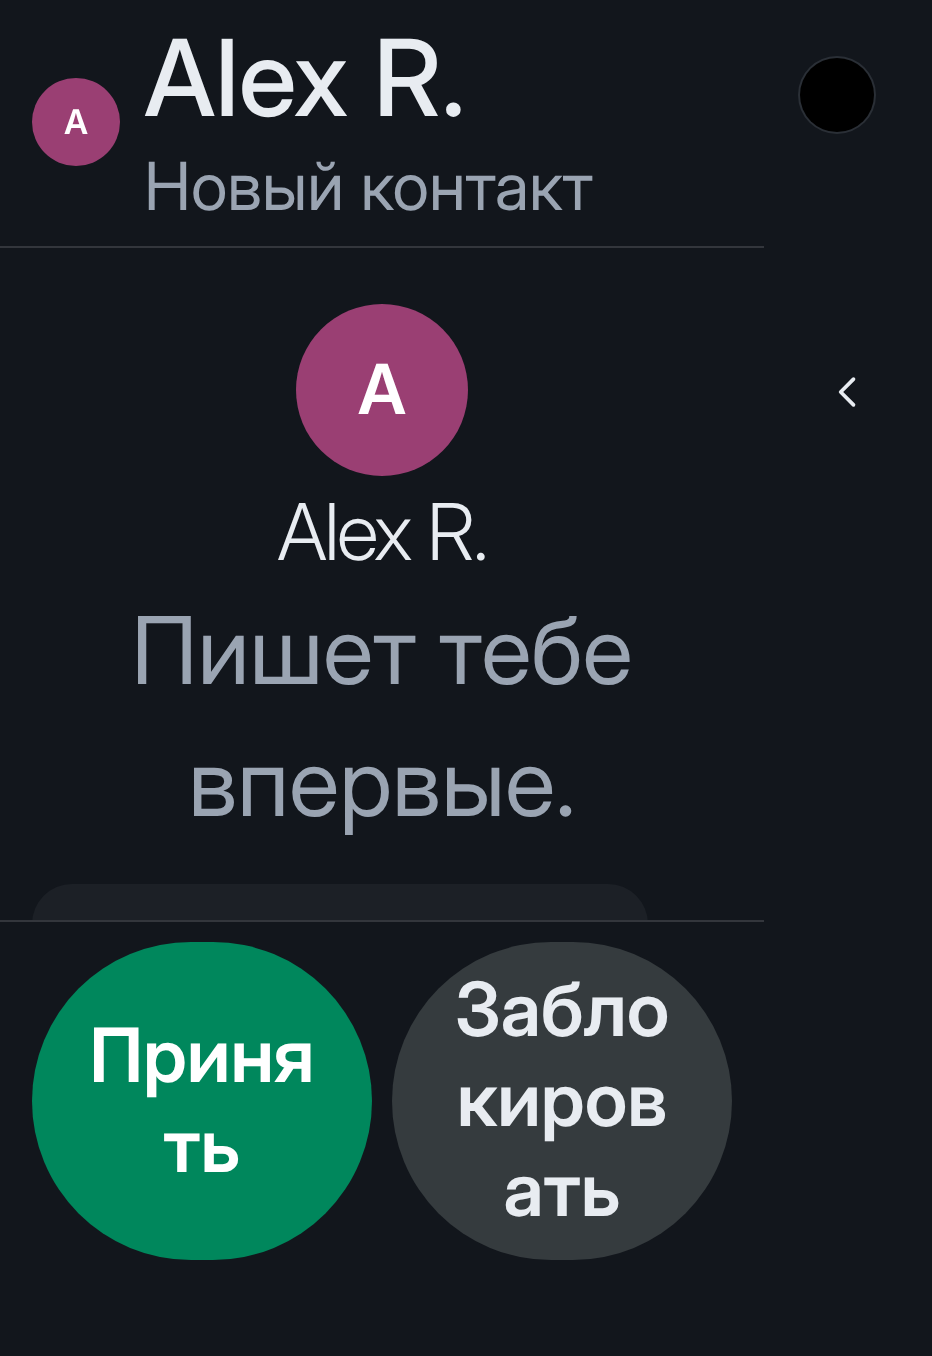 A
Alex R.
Новый контакт
A
Alex R.
Пишет тебе
впервые.
Приня
ть
Забло
киров
ать